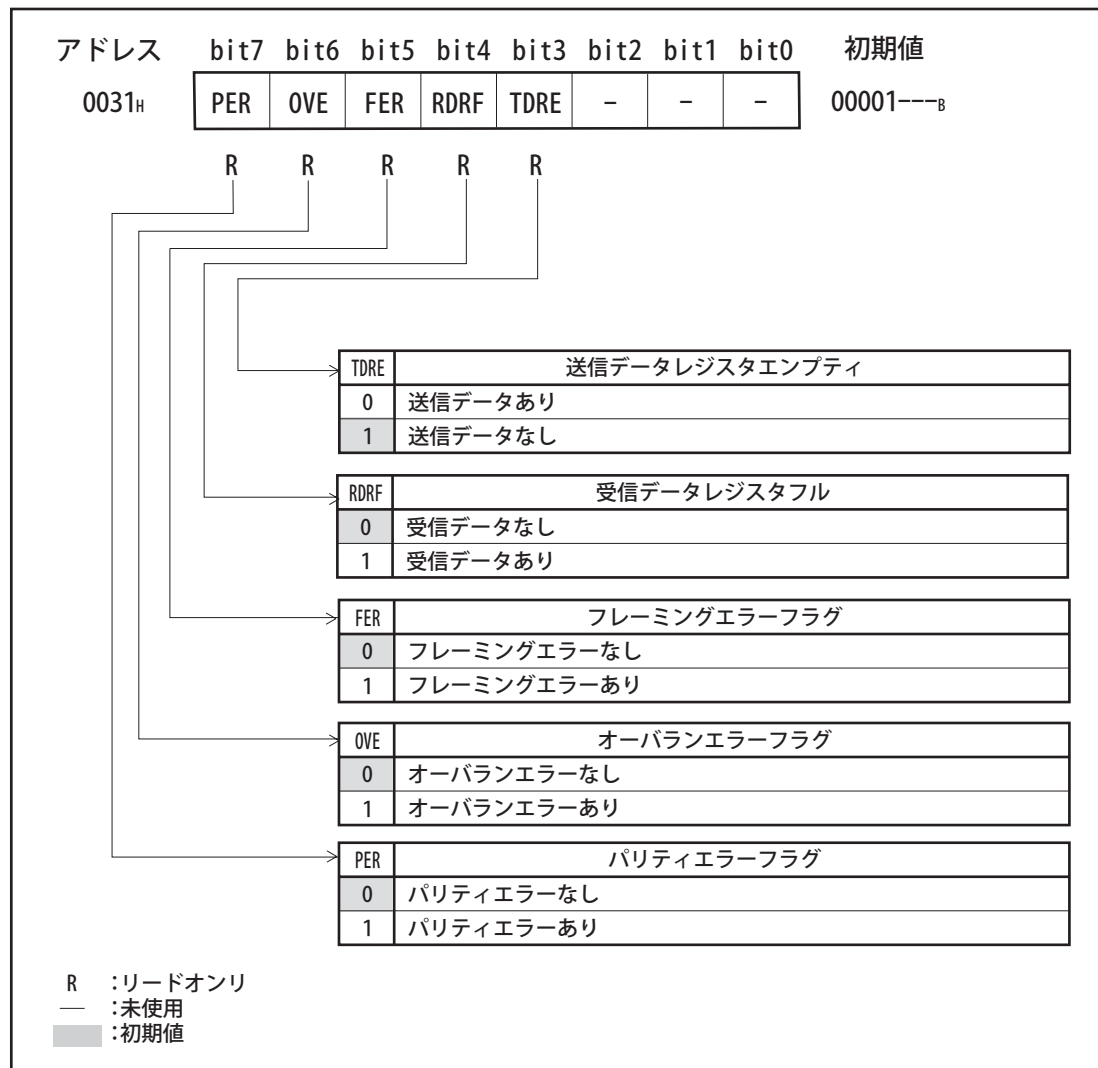 アドレス bit7 bit6 bit5 bit4 bit3 bit2 bit1 bit0 初期値
0031H PER OVE FER RDRF TDRE − − − 00001−−−B
R R R R R
TDRE 送信データレジスタエンプティ
0 送信データあり
1 送信データなし
RDRF 受信データレジスタフル
0 受信データなし
1 受信データあり
FER フレーミングエラーフラグ
0 フレーミングエラーなし
1 フレーミングエラーあり
OVE オーバランエラーフラグ
0 オーバランエラーなし
1 オーバランエラーあり
PER パリティエラーフラグ
0 パリティエラーなし
1 パリティエラーあり
R :リードオンリ
― :未使用
:初期値